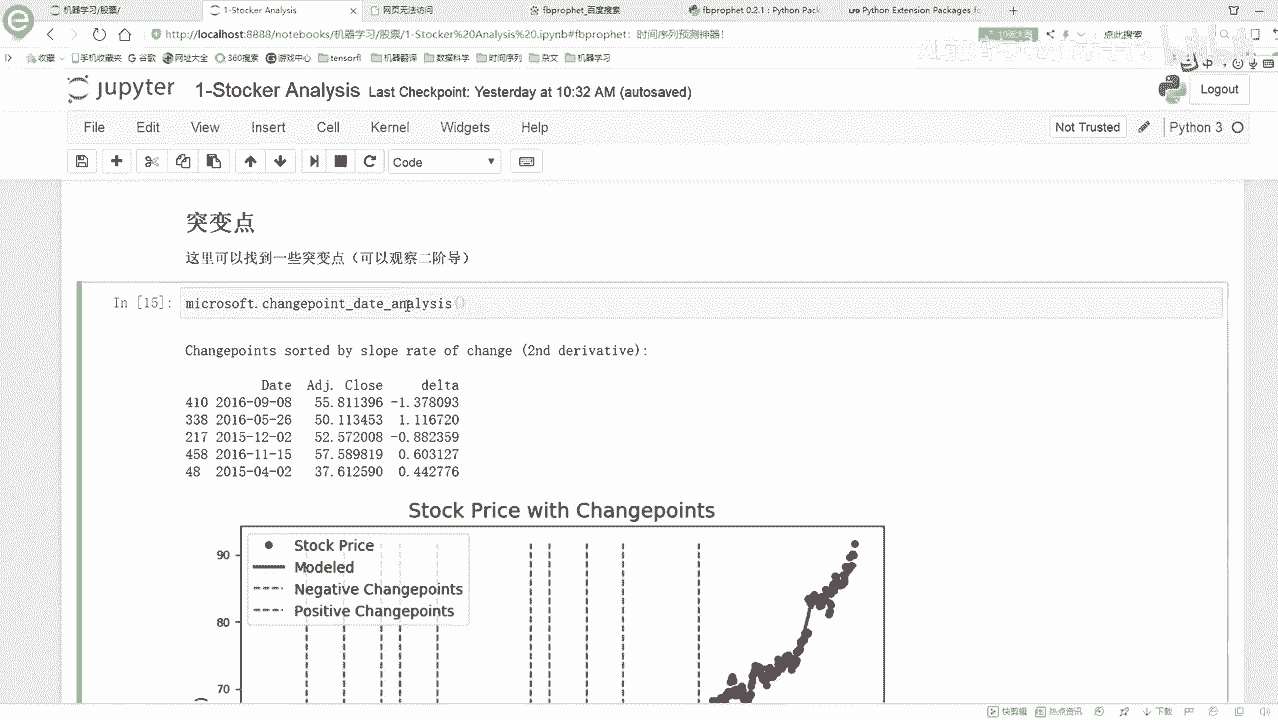 机器学习/股票/ 1-Stocker Analysis 网页无法访问 fbprophet_百度搜索 fbprophet 0.2.1 : Python Pack Python Extension Packages fo
http://localhost:8888/notebooks/机器学习/股票/1-Stocker%20Analysis%20.ipynb#fbprophet：时间序列预测神器! 点此搜索
收藏 手机收藏夹 谷歌 网址大全 360搜索 游戏中心 tensorfl 机器翻译 数据科学 时间序列 杂文 机器学习
jupyter 1-Stocker Analysis Last Checkpoint: Yesterday at 10:32 AM (autosaved) Logout
File Edit View Insert Cell Kernel Widgets Help Not Trusted Python 3
Code
突变点
这里可以找到一些突变点（可以观察二阶导）
In [15]: microsoft.changepoint_date_analysis()
Changepoints sorted by slope rate of change (2nd derivative):
Date Adj. Close delta
410 2016-09-08 55.811396 -1.378093
338 2016-05-26 50.113453 1.116720
217 2015-12-02 52.572008 -0.882359
458 2016-11-15 57.589819 0.603127
48 2015-04-02 37.612590 0.442776
Stock Price with Changepoints
90
80
70
Stock Price
Modeled
Negative Changepoints
Positive Changepoints
快剪辑 热点资讯 下载